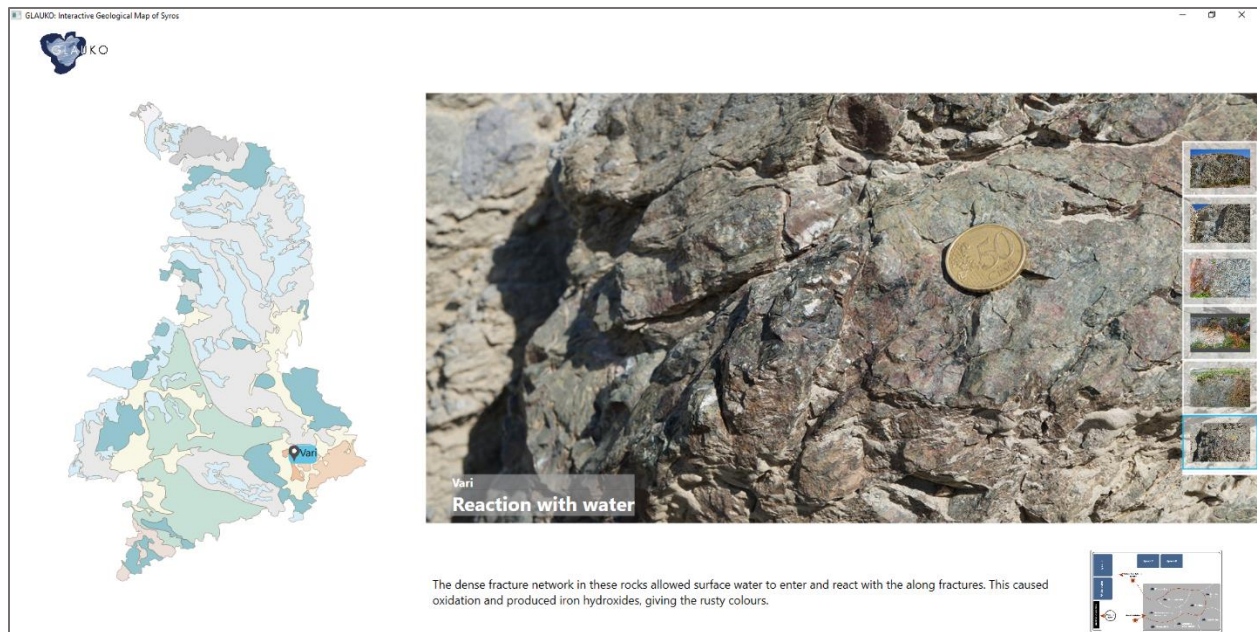 GLAUKO: Interactive Geological Map of Syros
GLAUKO
Vari
50
Vari
Reaction with water
The dense fracture network in these rocks allowed surface water to enter and react with the along fractures. This caused
oxidation and produced iron hydroxides, giving the rusty colours.